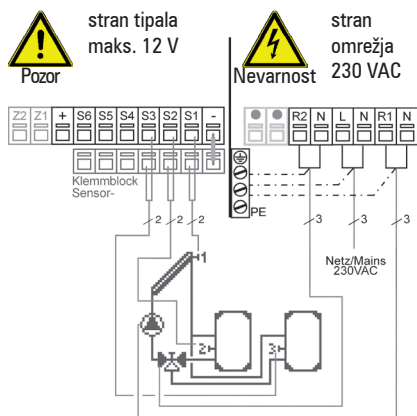 stran tipala
maks. 12 V
Pozor
stran
omrežja
230 VAC
Nevarnost
Z2 Z1 + S6 S5 S4 S3 S2 S1 -
R2 N L N R1 N
Klemmblock
Sensor-
PE
2 2 2
3 3 3
Netz/Mains
230VAC
1
2
3